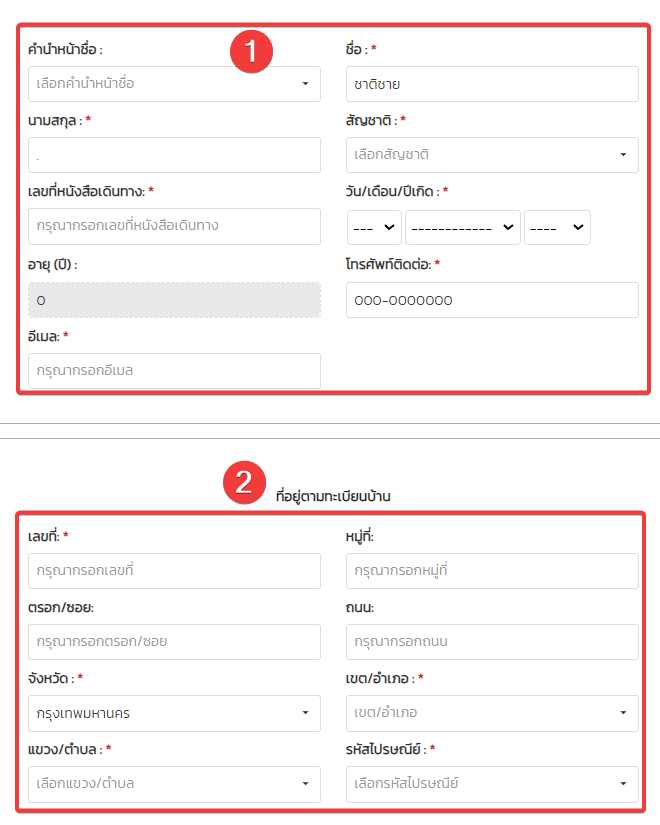 1
คำนำหน้าชื่อ : ชื่อ : *
เลือกคำนำหน้าชื่อ ชาติชาย
นามสกุล : * สัญชาติ : *
. เลือกสัญชาติ
เลขที่หนังสือเดินทาง: * วัน/เดือน/ปีเกิด : *
กรุณากรอกเลขที่หนังสือเดินทาง --- ------------ ----
อายุ (ปี) : โทรศัพท์ติดต่อ: *
0 000-0000000
อีเมล: *
กรุณากรอกอีเมล
2 ที่อยู่ตามทะเบียนบ้าน
เลขที่: * หมู่ที่:
กรุณากรอกเลขที่ กรุณากรอกหมู่ที่
ตรอก/ซอย: ถนน:
กรุณากรอกตรอก/ซอย กรุณากรอกถนน
จังหวัด : * เขต/อำเภอ : *
กรุงเทพมหานคร เขต/อำเภอ
แขวง/ตำบล : * รหัสไปรษณีย์ : *
เลือกแขวง/ตำบล เลือกรหัสไปรษณีย์